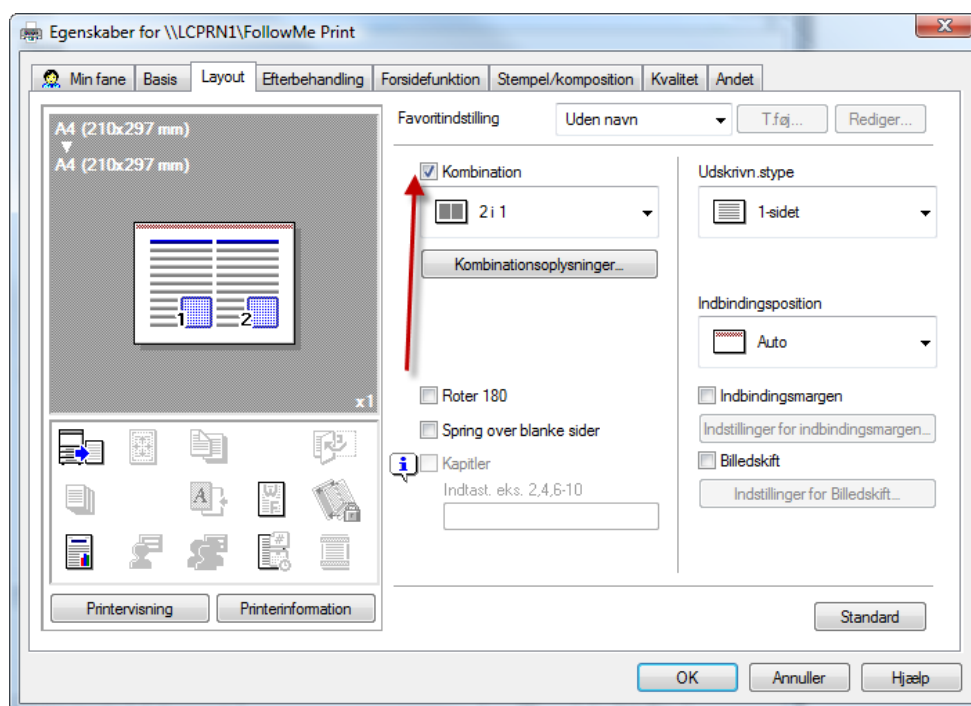 Egenskaber for \\LCPRN1\FollowMe Print
Min fane Basis Layout Efterbehandling Forsidefunktion Stempel/komposition Kvalitet Andet
A4 (210x297 mm)
A4 (210x297 mm)
1 2
x1
Printervisning Printerinformation
Favoritindstilling Uden navn T.føj... Rediger...
Kombination
2 i 1
Kombinationsoplysninger...
Roter 180
Spring over blanke sider
Kapitler
Indtast. eks. 2,4,6-10
Udskrivn.stype
1-sidet
Indbindingsposition
Auto
Indbindingsmargen
Indstillinger for indbindingsmargen...
Billedskift
Indstillinger for Billedskift...
Standard
OK Annuller Hjælp